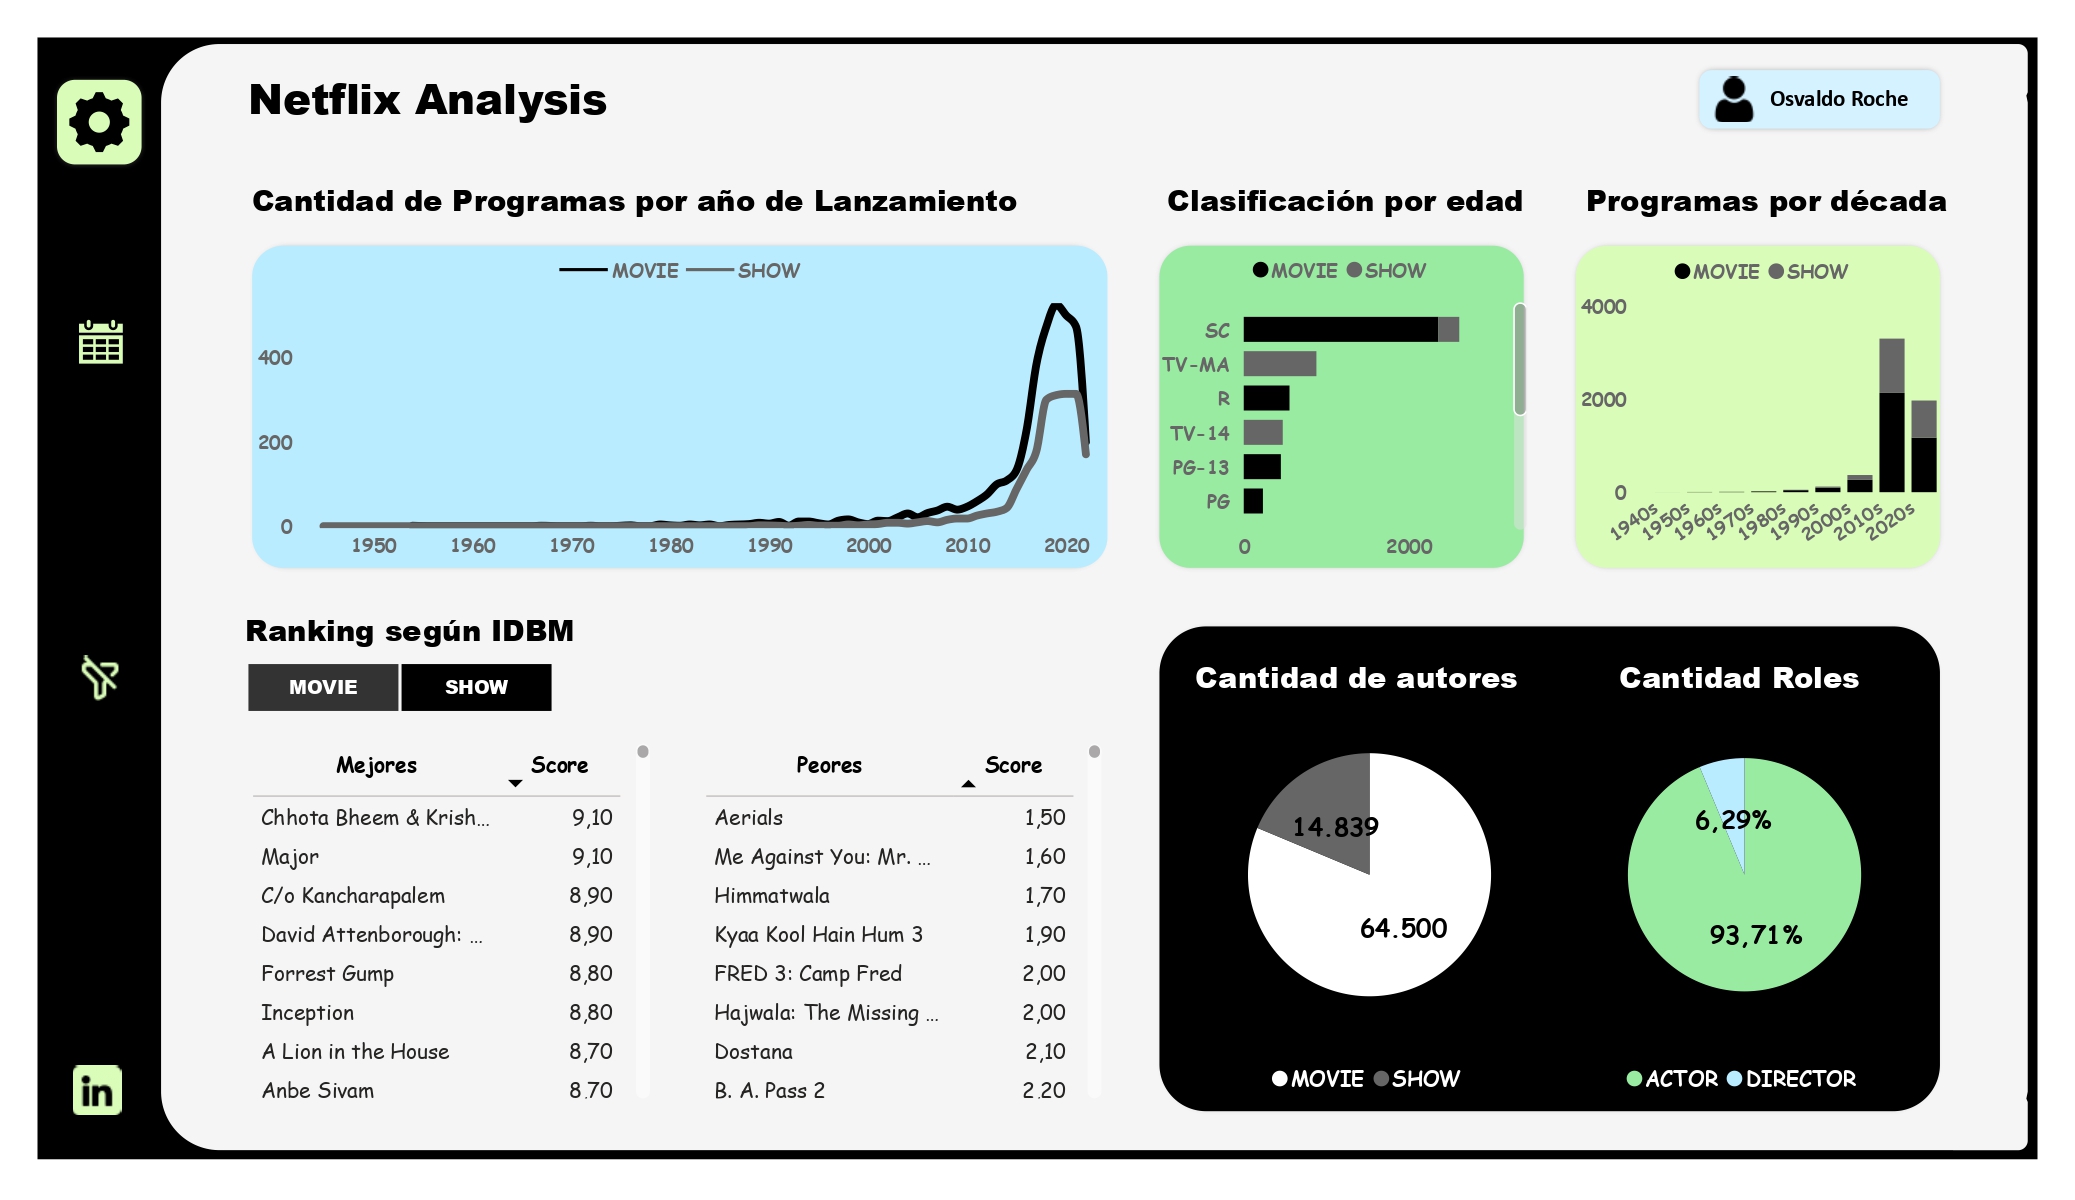 Netflix Analysis
Osvaldo Roche
Cantidad de Programas por año de Lanzamiento
MOVIE SHOW
400
200
0
1950 1960 1970 1980 1990 2000 2010 2020
Clasificación por edad
MOVIE SHOW
SC
TV-MA
R
TV-14
PG-13
PG
0 2000
Programas por década
MOVIE SHOW
4000
2000
0
1940s 1950s 1960s 1970s 1980s 1990s 2000s 2010s 2020s
Ranking según IDBM
MOVIE SHOW
Mejores Score
Chhota Bheem & Krish... 9,10
Major 9,10
C/o Kancharapalem 8,90
David Attenborough: ... 8,90
Forrest Gump 8,80
Inception 8,80
A Lion in the House 8,70
Anbe Sivam 8,70
Peores Score
Aerials 1,50
Me Against You: Mr. ... 1,60
Himmatwala 1,70
Kyaa Kool Hain Hum 3 1,90
FRED 3: Camp Fred 2,00
Hajwala: The Missing ... 2,00
Dostana 2,10
B. A. Pass 2 2,20
Cantidad de autores
14.839
64.500
MOVIE SHOW
Cantidad Roles
6,29%
93,71%
ACTOR DIRECTOR
in